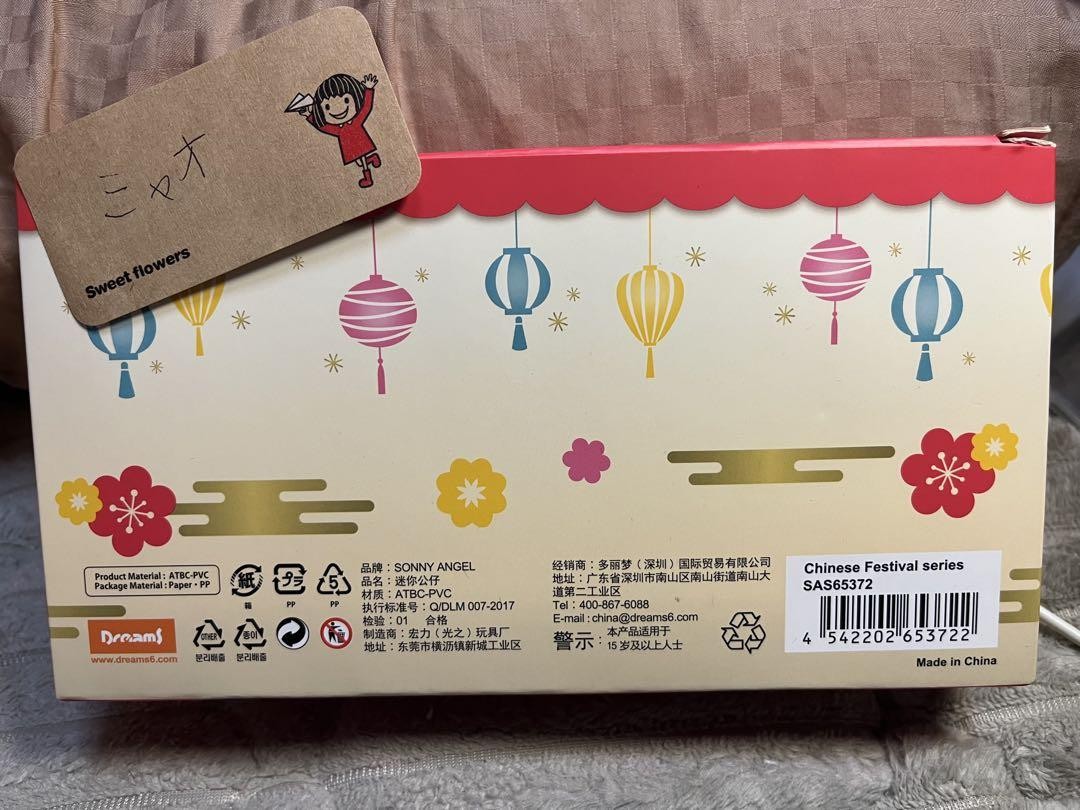 ミヤオ
Sweet flowers
Product Material : ATBC-PVC
Package Material : Paper・PP
紙
箱
プラ
PP
5
PP
Dreams
www.dreams6.com
OTHER
분리배출
종이
분리배출
品牌：SONNY ANGEL
品名：迷你公仔
材质：ATBC-PVC
执行标准号：Q/DLM 007-2017
检验：01 合格
制造商：宏力（光之）玩具厂
地址：东莞市横沥镇新城工业区
经销商：多丽梦（深圳）国际贸易有限公司
地址：广东省深圳市南山区南山街道南山大
道第二工业区
Tel：400-867-6088
E-mail：china@dreams6.com
警示：本产品适用于
15岁及以上人士
Chinese Festival series
SAS65372
4 542202 653722
Made in China